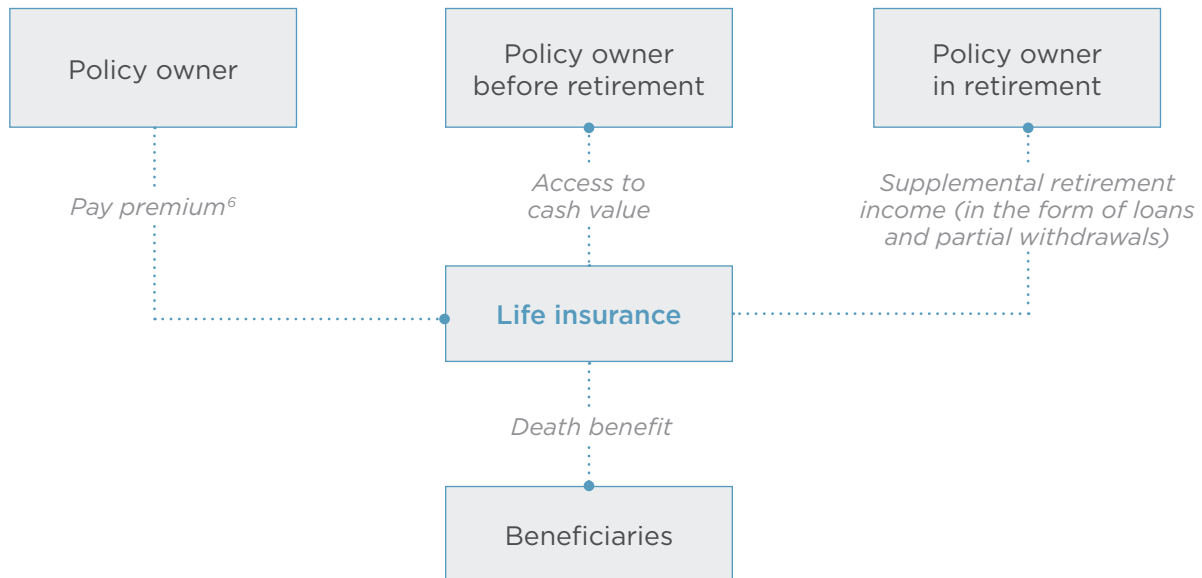 Policy owner
Policy owner
before retirement
Policy owner
in retirement
Pay premium⁶
Access to
cash value
Supplemental retirement
income (in the form of loans
and partial withdrawals)
Life insurance
Death benefit
Beneficiaries